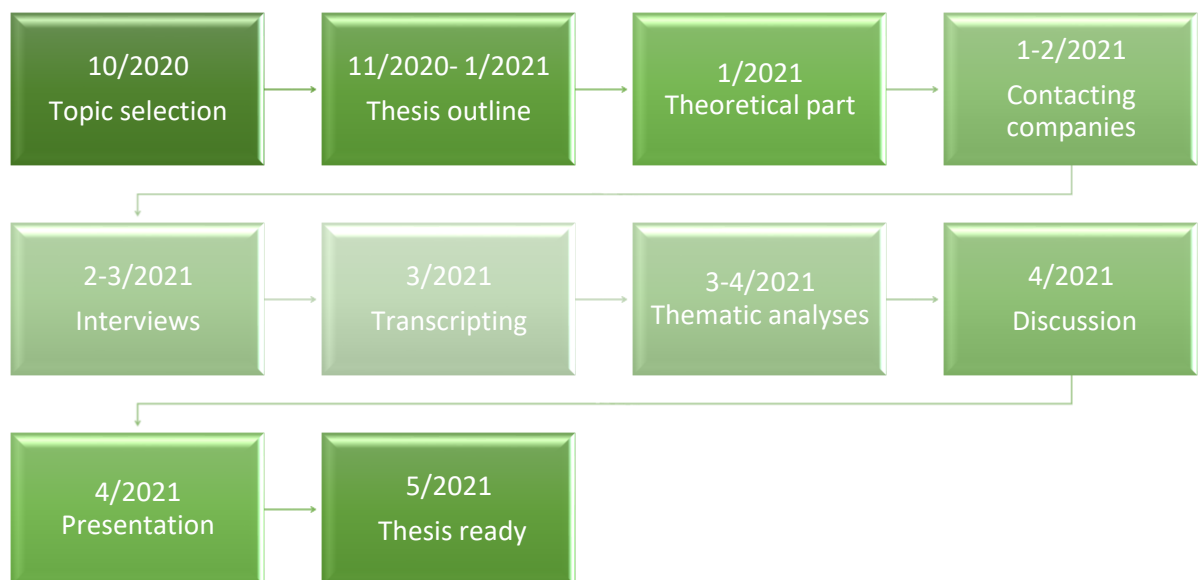 10/2020
Topic selection
11/2020- 1/2021
Thesis outline
1/2021
Theoretical part
1-2/2021
Contacting
companies
2-3/2021
Interviews
3/2021
Transcripting
3-4/2021
Thematic analyses
4/2021
Discussion
4/2021
Presentation
5/2021
Thesis ready